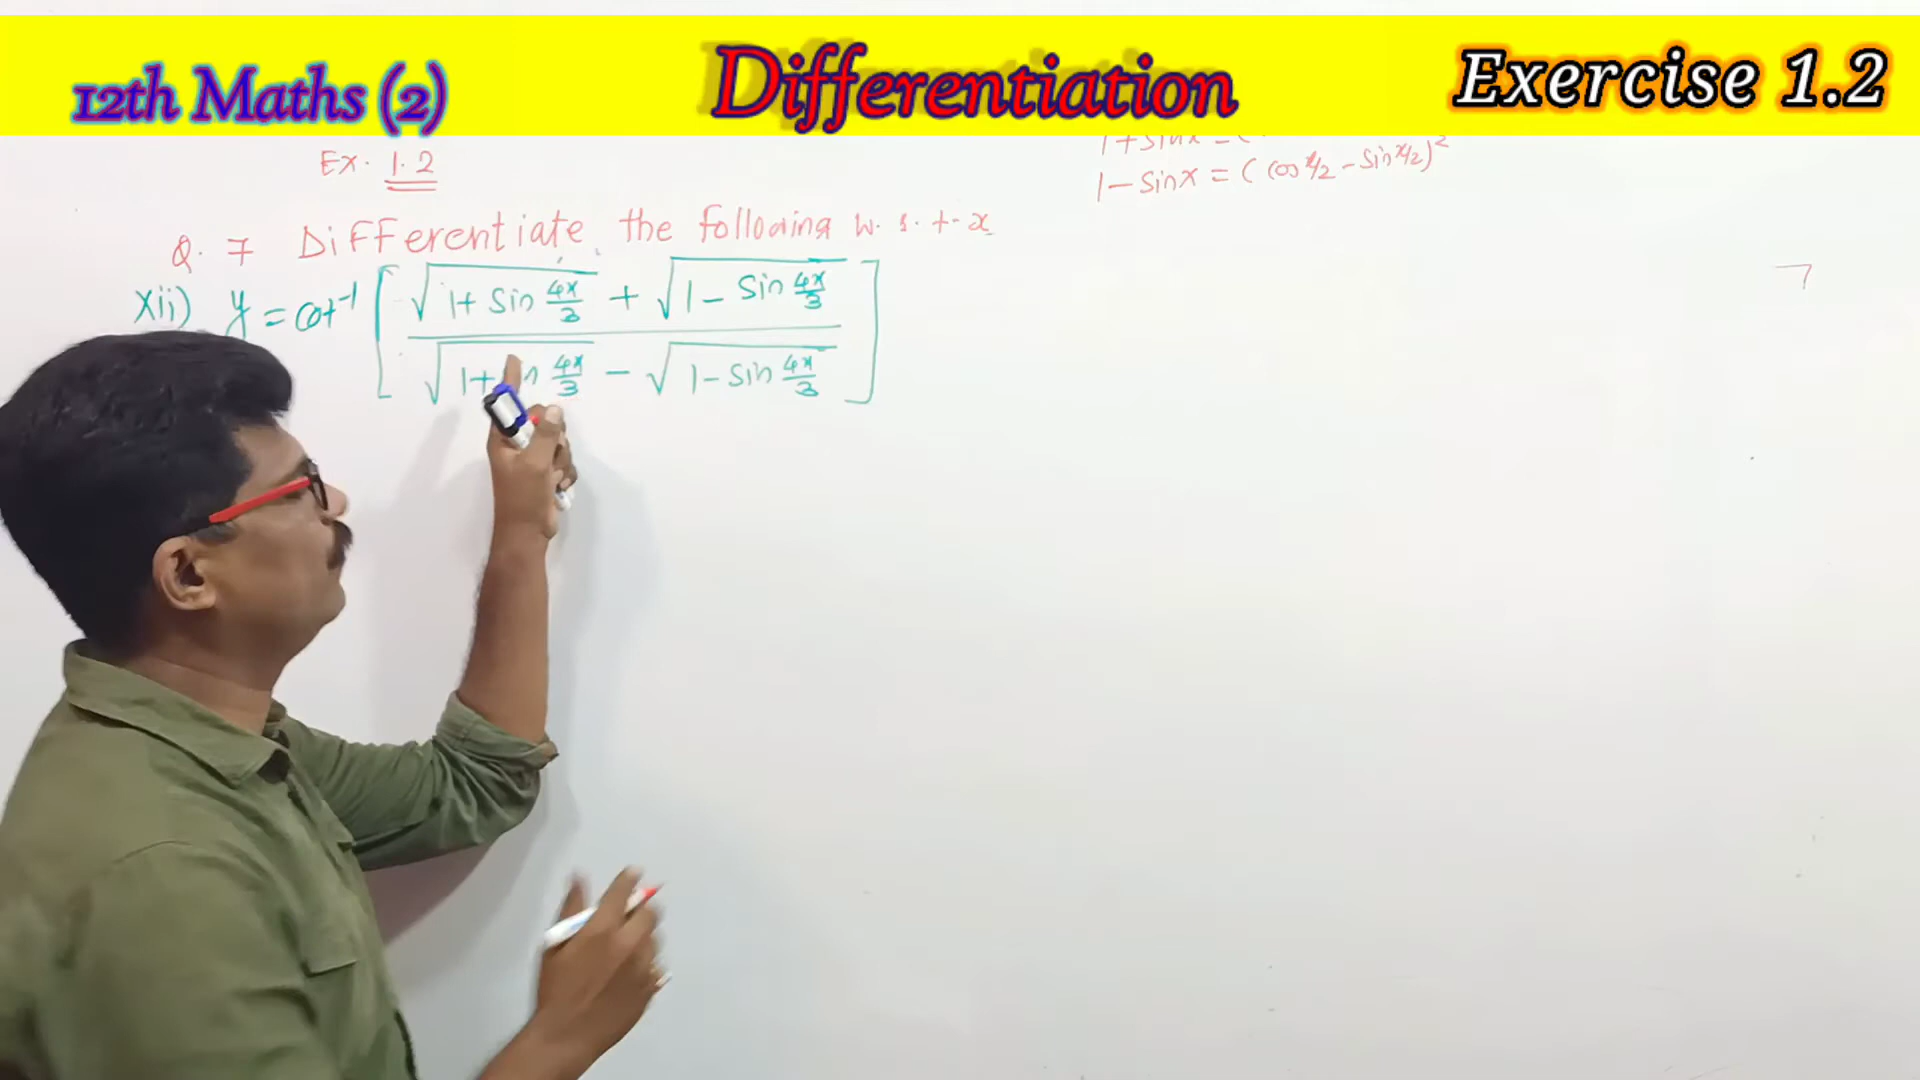 12th Maths (2) Differentiation Exercise 1.2
Ex. 1.2
1 - Sinx = (cos x/2 - Sin x/2)²
Q. 7 Differentiate the following w. r. t. x
xii) y = cot⁻¹ [ √(1 + Sin 4x/3) + √(1 - Sin 4x/3)
√(1 + Sin 4x/3) - √(1 - Sin 4x/3) ]